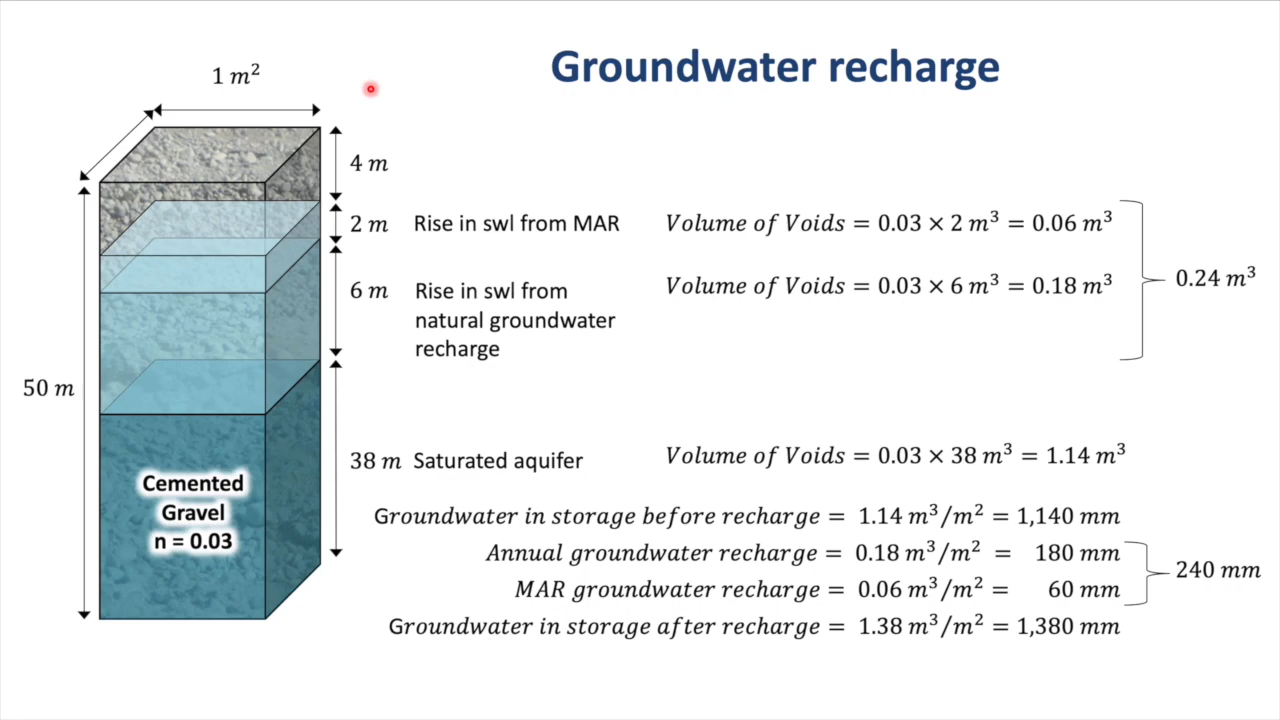 Groundwater recharge
1 m²
4 m
2 m Rise in swl from MAR Volume of Voids = 0.03 × 2 m³ = 0.06 m³
6 m Rise in swl from
natural groundwater
recharge
Volume of Voids = 0.03 × 6 m³ = 0.18 m³
0.24 m³
50 m
38 m Saturated aquifer Volume of Voids = 0.03 × 38 m³ = 1.14 m³
Cemented
Gravel
n = 0.03
Groundwater in storage before recharge = 1.14 m³/m² = 1,140 mm
Annual groundwater recharge = 0.18 m³/m² = 180 mm
MAR groundwater recharge = 0.06 m³/m² = 60 mm
240 mm
Groundwater in storage after recharge = 1.38 m³/m² = 1,380 mm